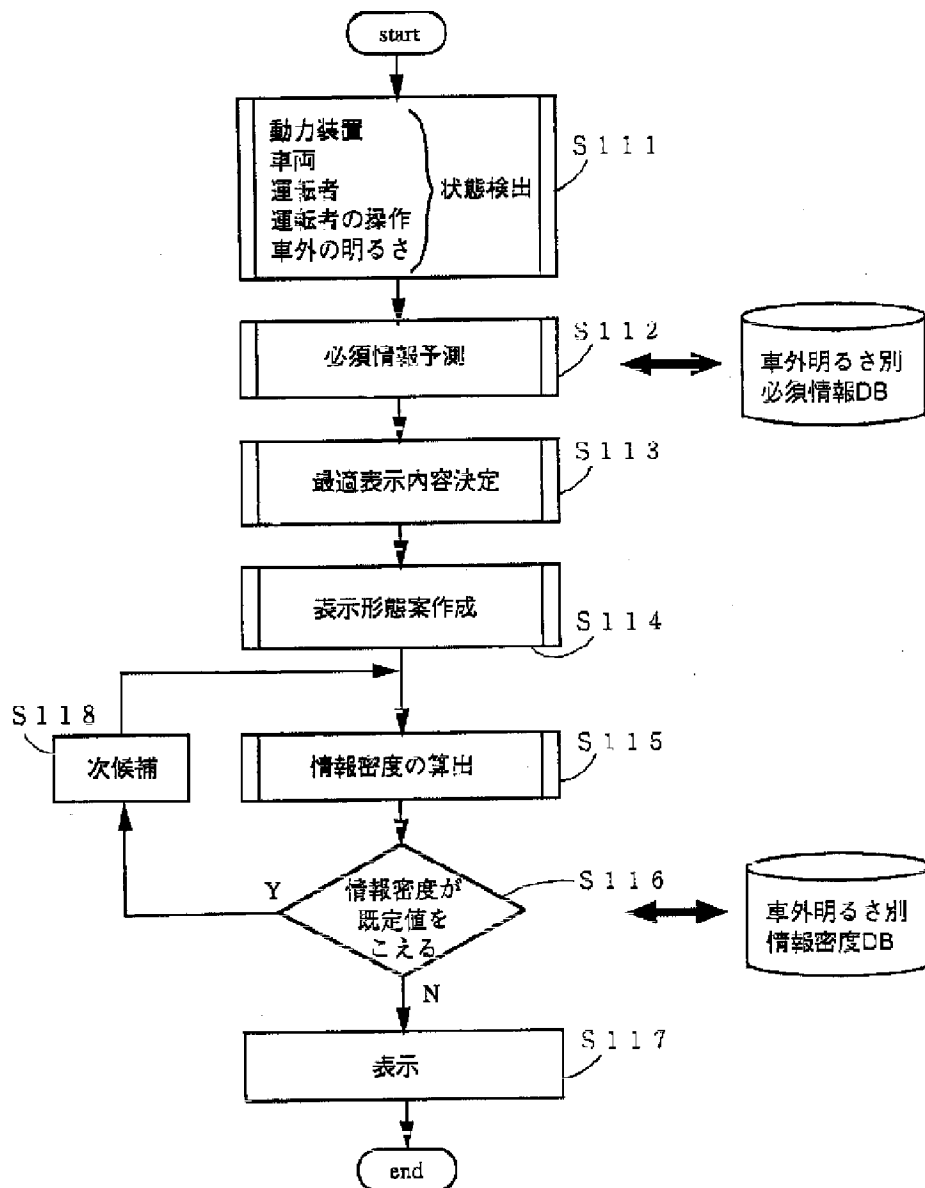 start
動力装置
車両
運転者
運転者の操作
車外の明るさ
状態検出
S111
必須情報予測
S112
車外明るさ別
必須情報DB
最適表示内容決定
S113
表示形態案作成
S114
S118
次候補
情報密度の算出
S115
Y
情報密度が
既定値を
こえる
S116
車外明るさ別
情報密度DB
N
表示
S117
end